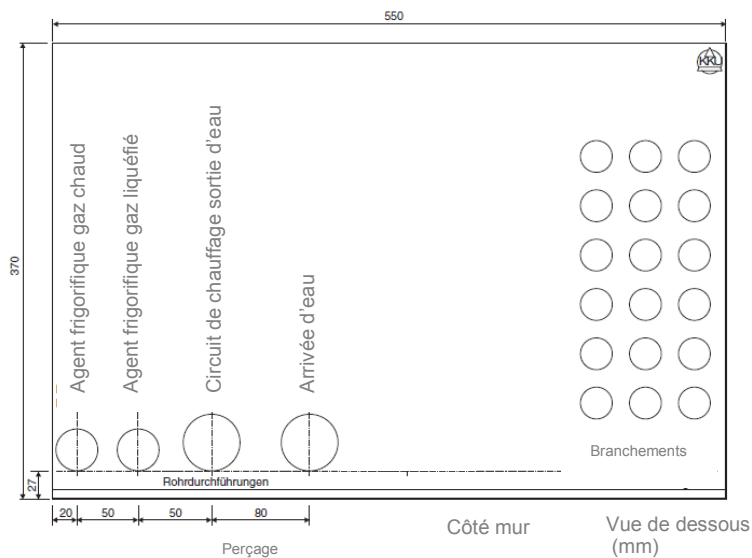 550
KKL
370
Agent frigorifique gaz chaud
Agent frigorifique gaz liquéfié
Circuit de chauffage sortie d'eau
Arrivée d'eau
Branchements
27
Rohrdurchführungen
20
50
50
80
Perçage
Côté mur
Vue de dessous
(mm)